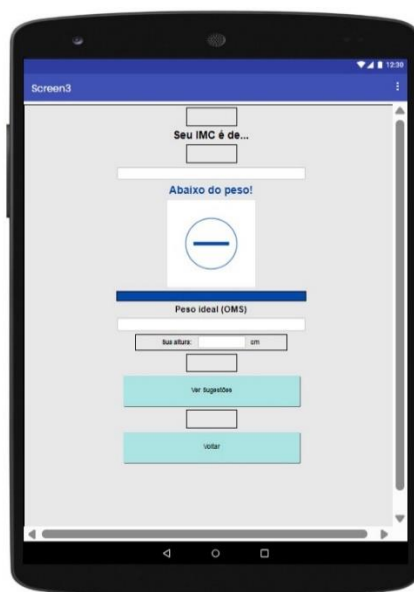 12:30
Screen3
Seu IMC é de...
Abaixo do peso!
Peso ideal (OMS)
Sua altura: cm
Ver Sugestões
Voltar